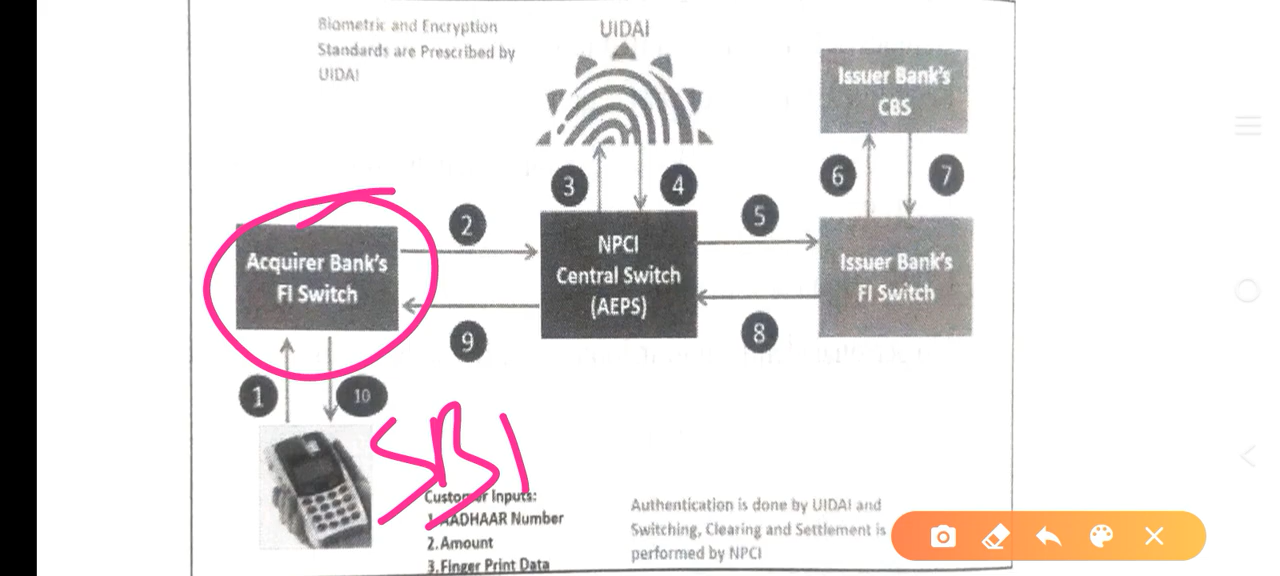 Biometric and Encryption
Standards are Prescribed by
UIDAI
UIDAI
Issuer Bank's
CBS
3
4
6
7
2
5
NPCI
Central Switch
(AEPS)
Acquirer Bank's
FI Switch
Issuer Bank's
FI Switch
9
8
1
10
SBI
Customer Inputs:
1.AADHAAR Number
2.Amount
3.Finger Print Data
Authentication is done by UIDAI and
Switching, Clearing and Settlement is
performed by NPCI